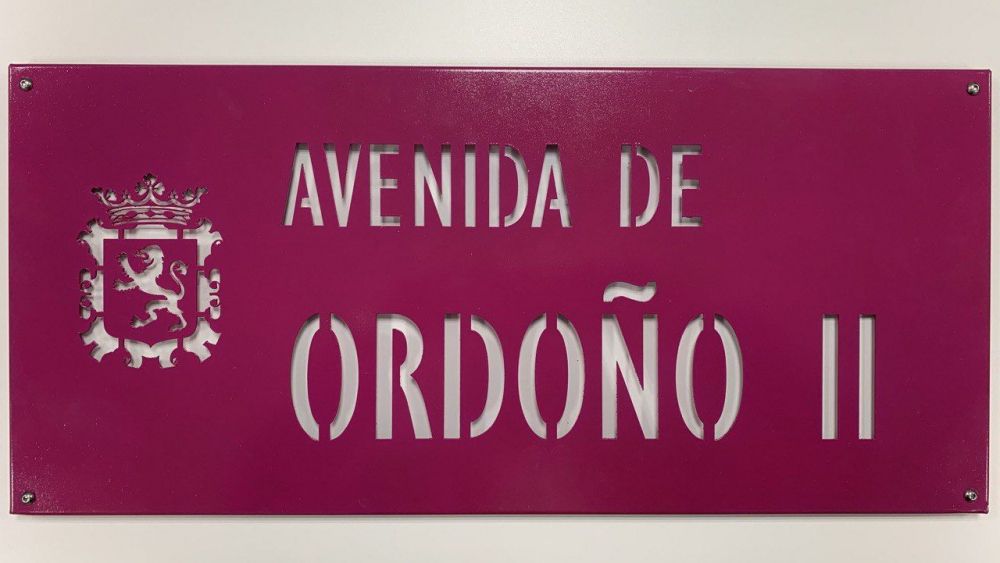 AVENIDA DE
ORDOÑO II